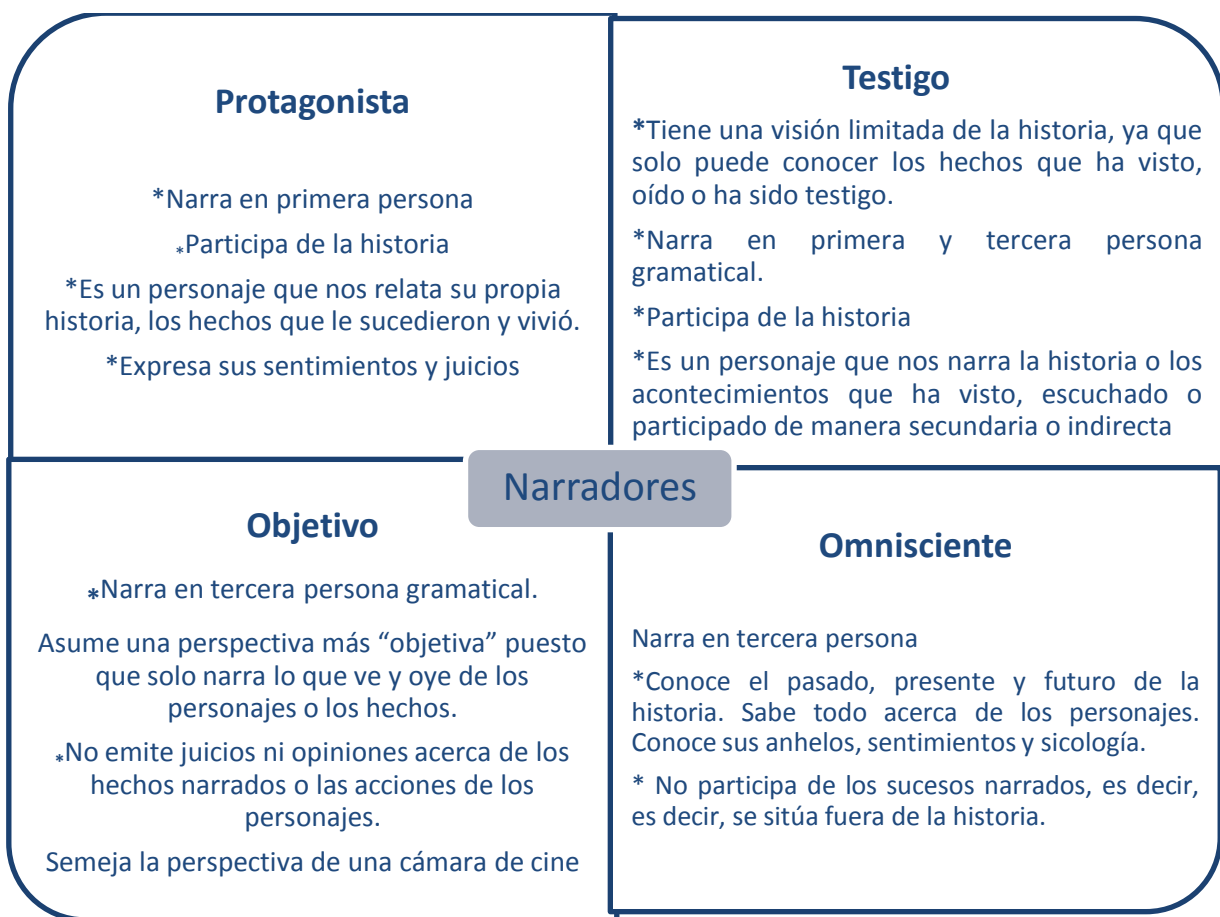 Protagonista
*Narra en primera persona
*Participa de la historia
*Es un personaje que nos relata su propia
historia, los hechos que le sucedieron y vivió.
*Expresa sus sentimientos y juicios
Testigo
*Tiene una visión limitada de la historia, ya que
solo puede conocer los hechos que ha visto,
oído o ha sido testigo.
*Narra en primera y tercera persona
gramatical.
*Participa de la historia
*Es un personaje que nos narra la historia o los
acontecimientos que ha visto, escuchado o
participado de manera secundaria o indirecta
Narradores
Objetivo
*Narra en tercera persona gramatical.
Asume una perspectiva más “objetiva” puesto
que solo narra lo que ve y oye de los
personajes o los hechos.
*No emite juicios ni opiniones acerca de los
hechos narrados o las acciones de los
personajes.
Semeja la perspectiva de una cámara de cine
Omnisciente
Narra en tercera persona
*Conoce el pasado, presente y futuro de la
historia. Sabe todo acerca de los personajes.
Conoce sus anhelos, sentimientos y sicología.
* No participa de los sucesos narrados, es decir,
es decir, se sitúa fuera de la historia.